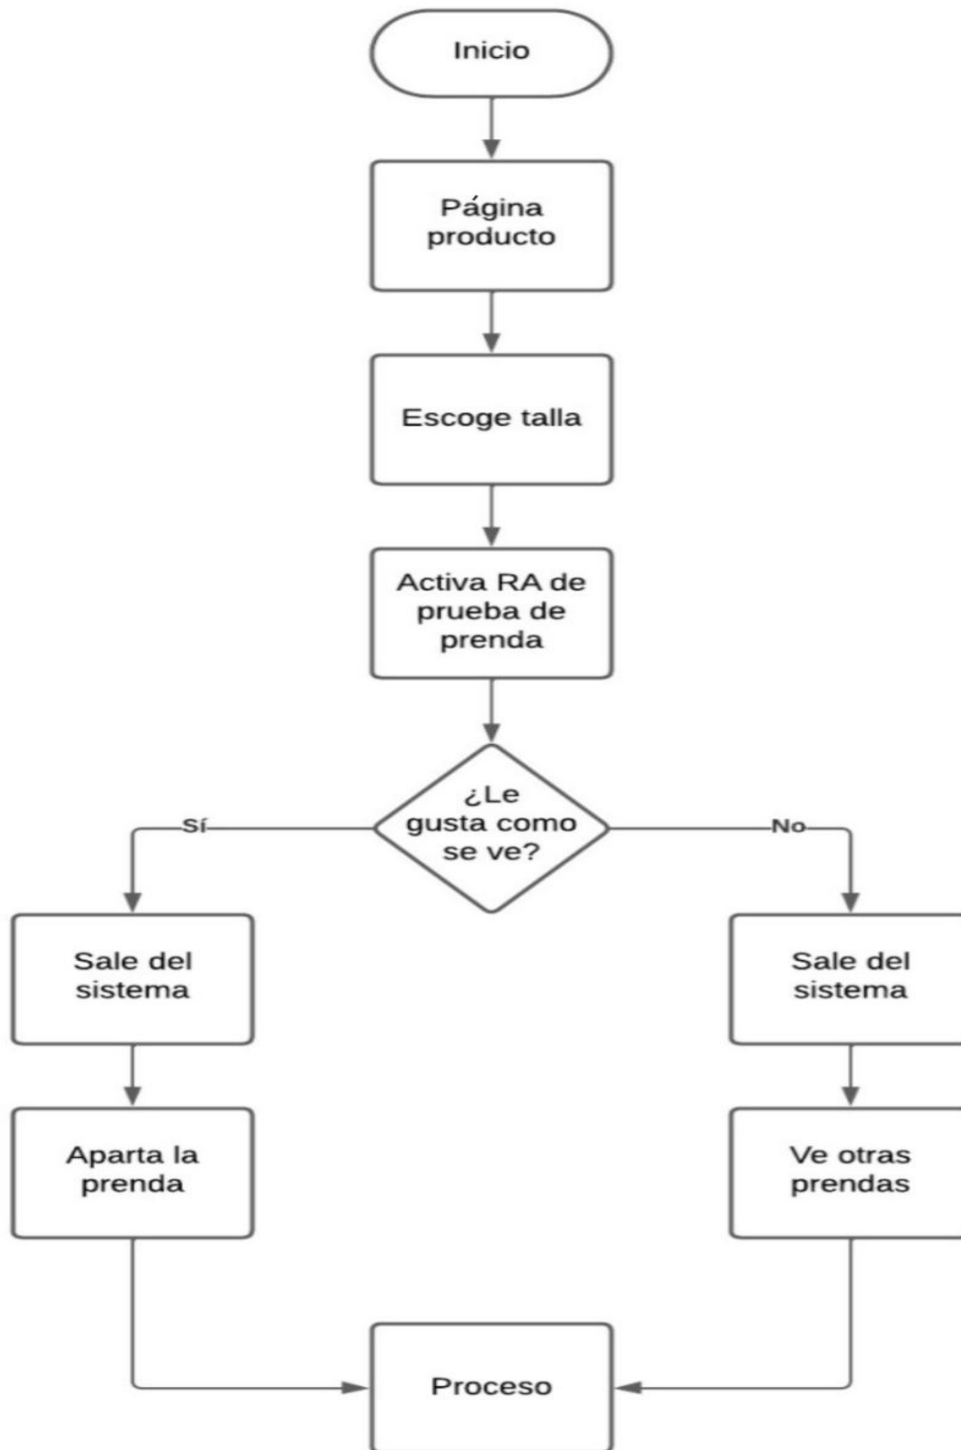 Inicio
Página
producto
Escoge talla
Activa RA de
prueba de
prenda
¿Le
gusta como
se ve?
Sí
No
Sale del
sistema
Sale del
sistema
Aparta la
prenda
Ve otras
prendas
Proceso